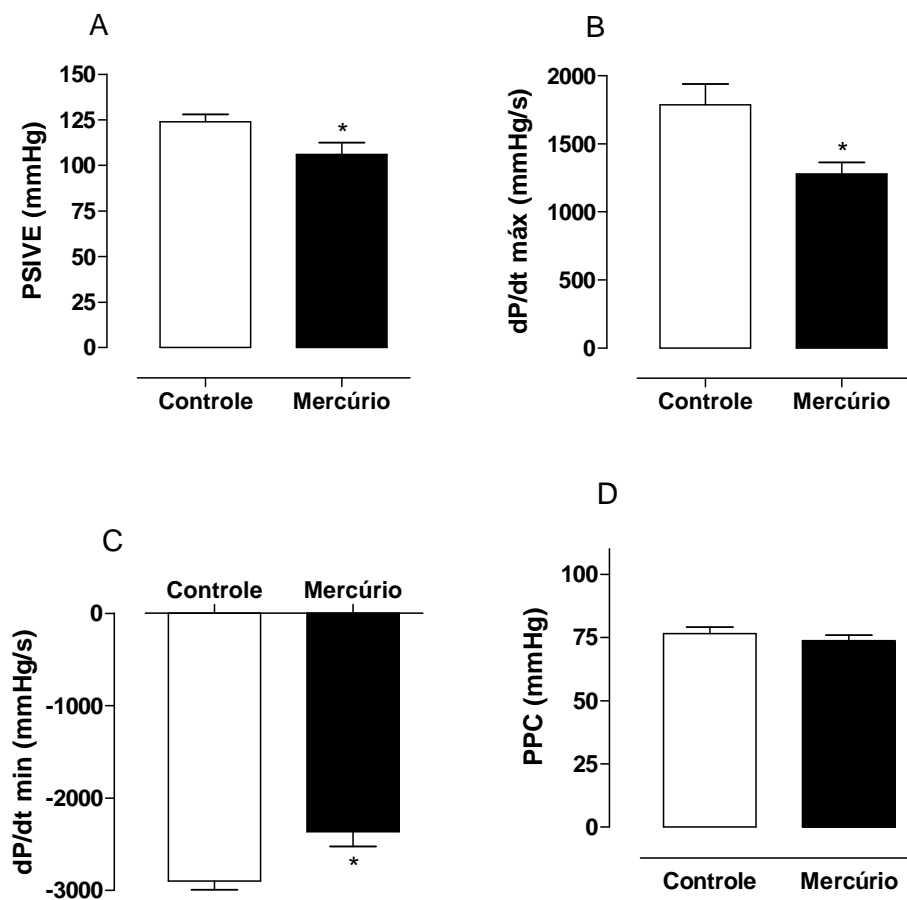 A
PSIVE (mmHg)
150
125
100
75
50
25
0
*
Controle Mercúrio
B
dP/dt máx (mmHg/s)
2000
1500
1000
500
0
*
Controle Mercúrio
C
dP/dt min (mmHg/s)
Controle Mercúrio
0
-1000
-2000
-3000
*
D
PPC (mmHg)
100
75
50
25
0
Controle Mercúrio